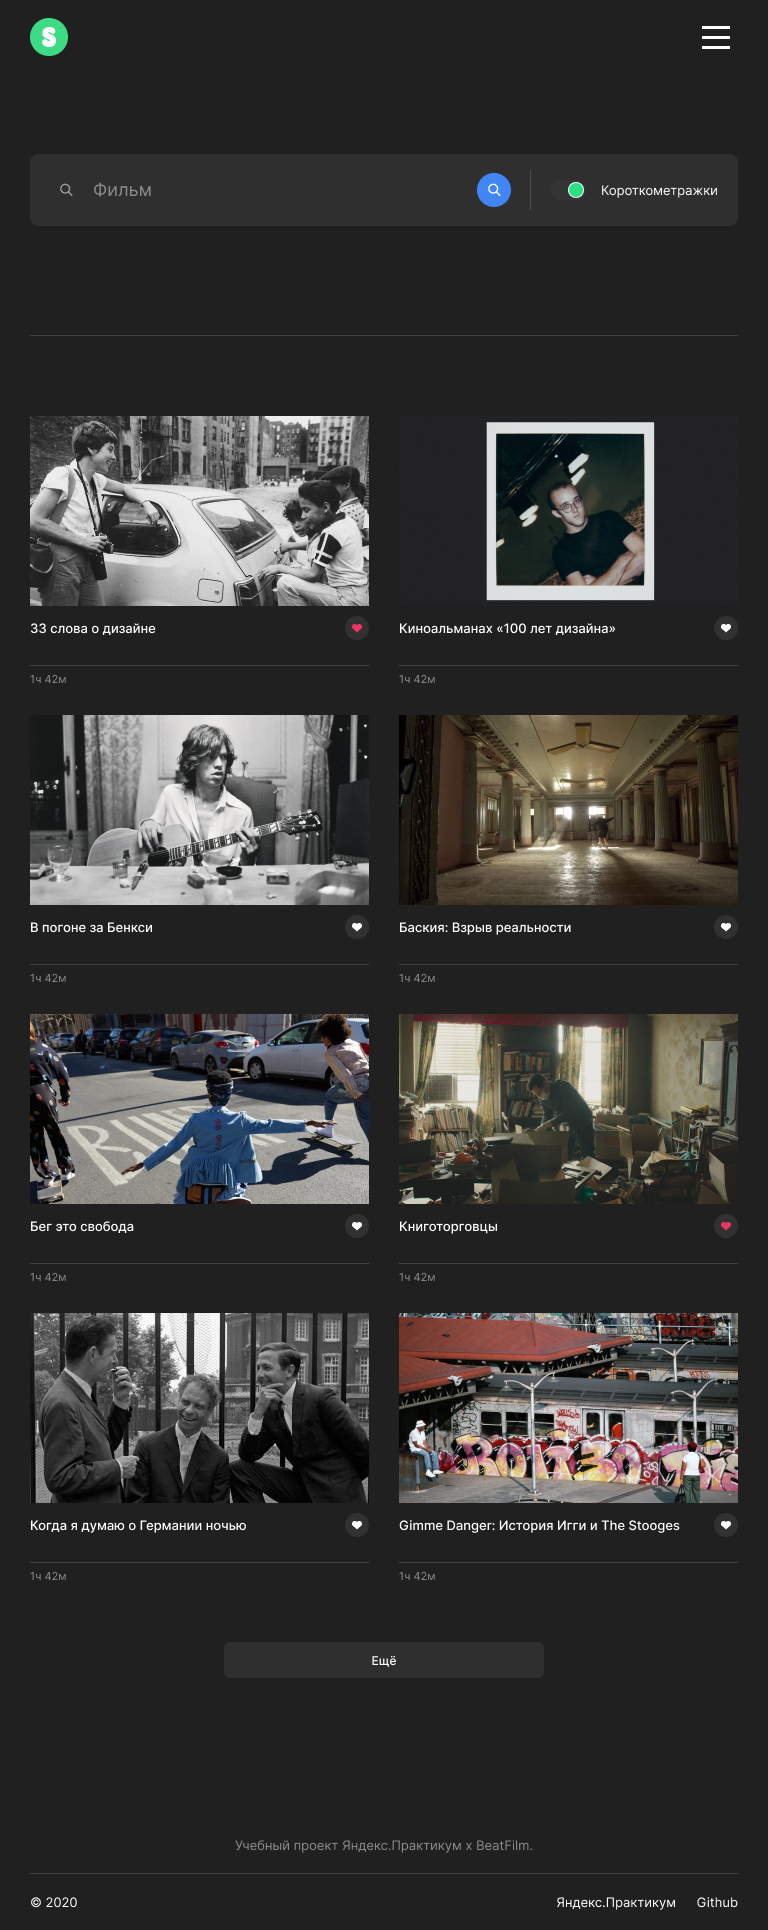 S
Фильм
Короткометражки
33 слова о дизайне
1ч 42м
Киноальманах «100 лет дизайна»
1ч 42м
В погоне за Бенкси
1ч 42м
Баския: Взрыв реальности
1ч 42м
Бег это свобода
1ч 42м
Книготорговцы
1ч 42м
Когда я думаю о Германии ночью
1ч 42м
Gimme Danger: История Игги и The Stooges
1ч 42м
Ещё
Учебный проект Яндекс.Практикум x BeatFilm.
© 2020
Яндекс.Практикум
Github